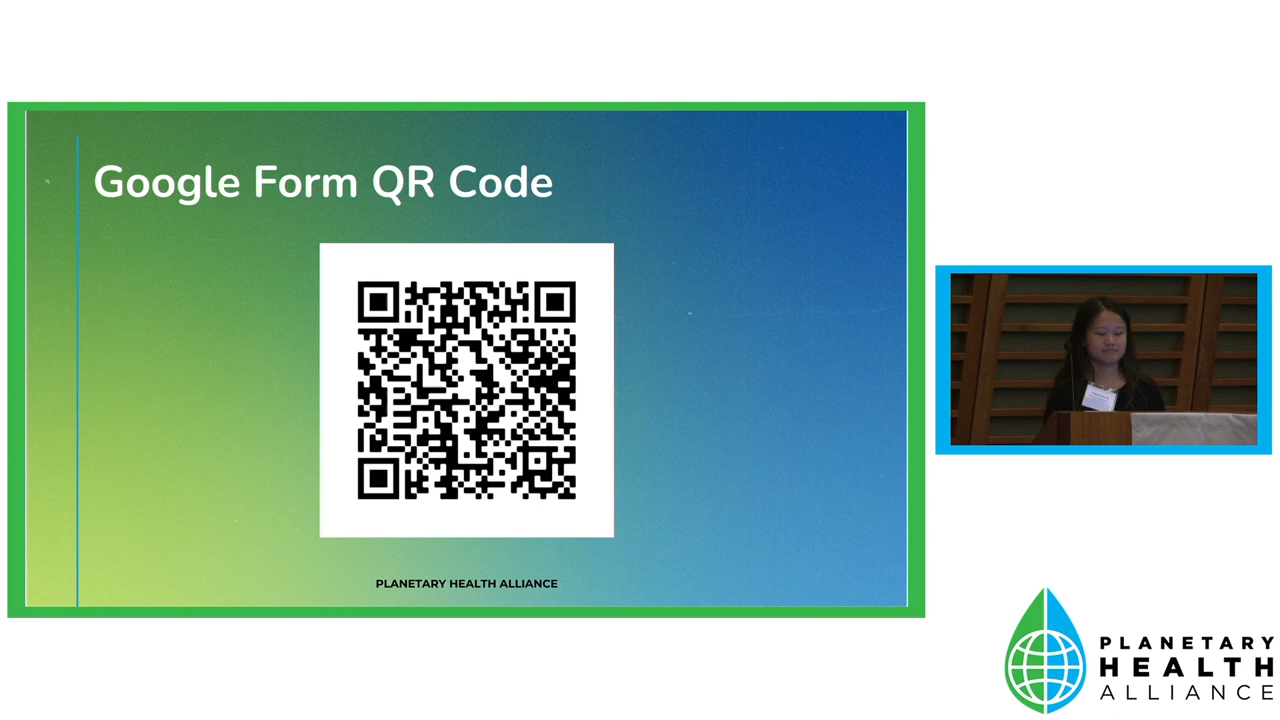 Google Form QR Code
PLANETARY HEALTH ALLIANCE
PLANETARY
HEALTH
ALLIANCE